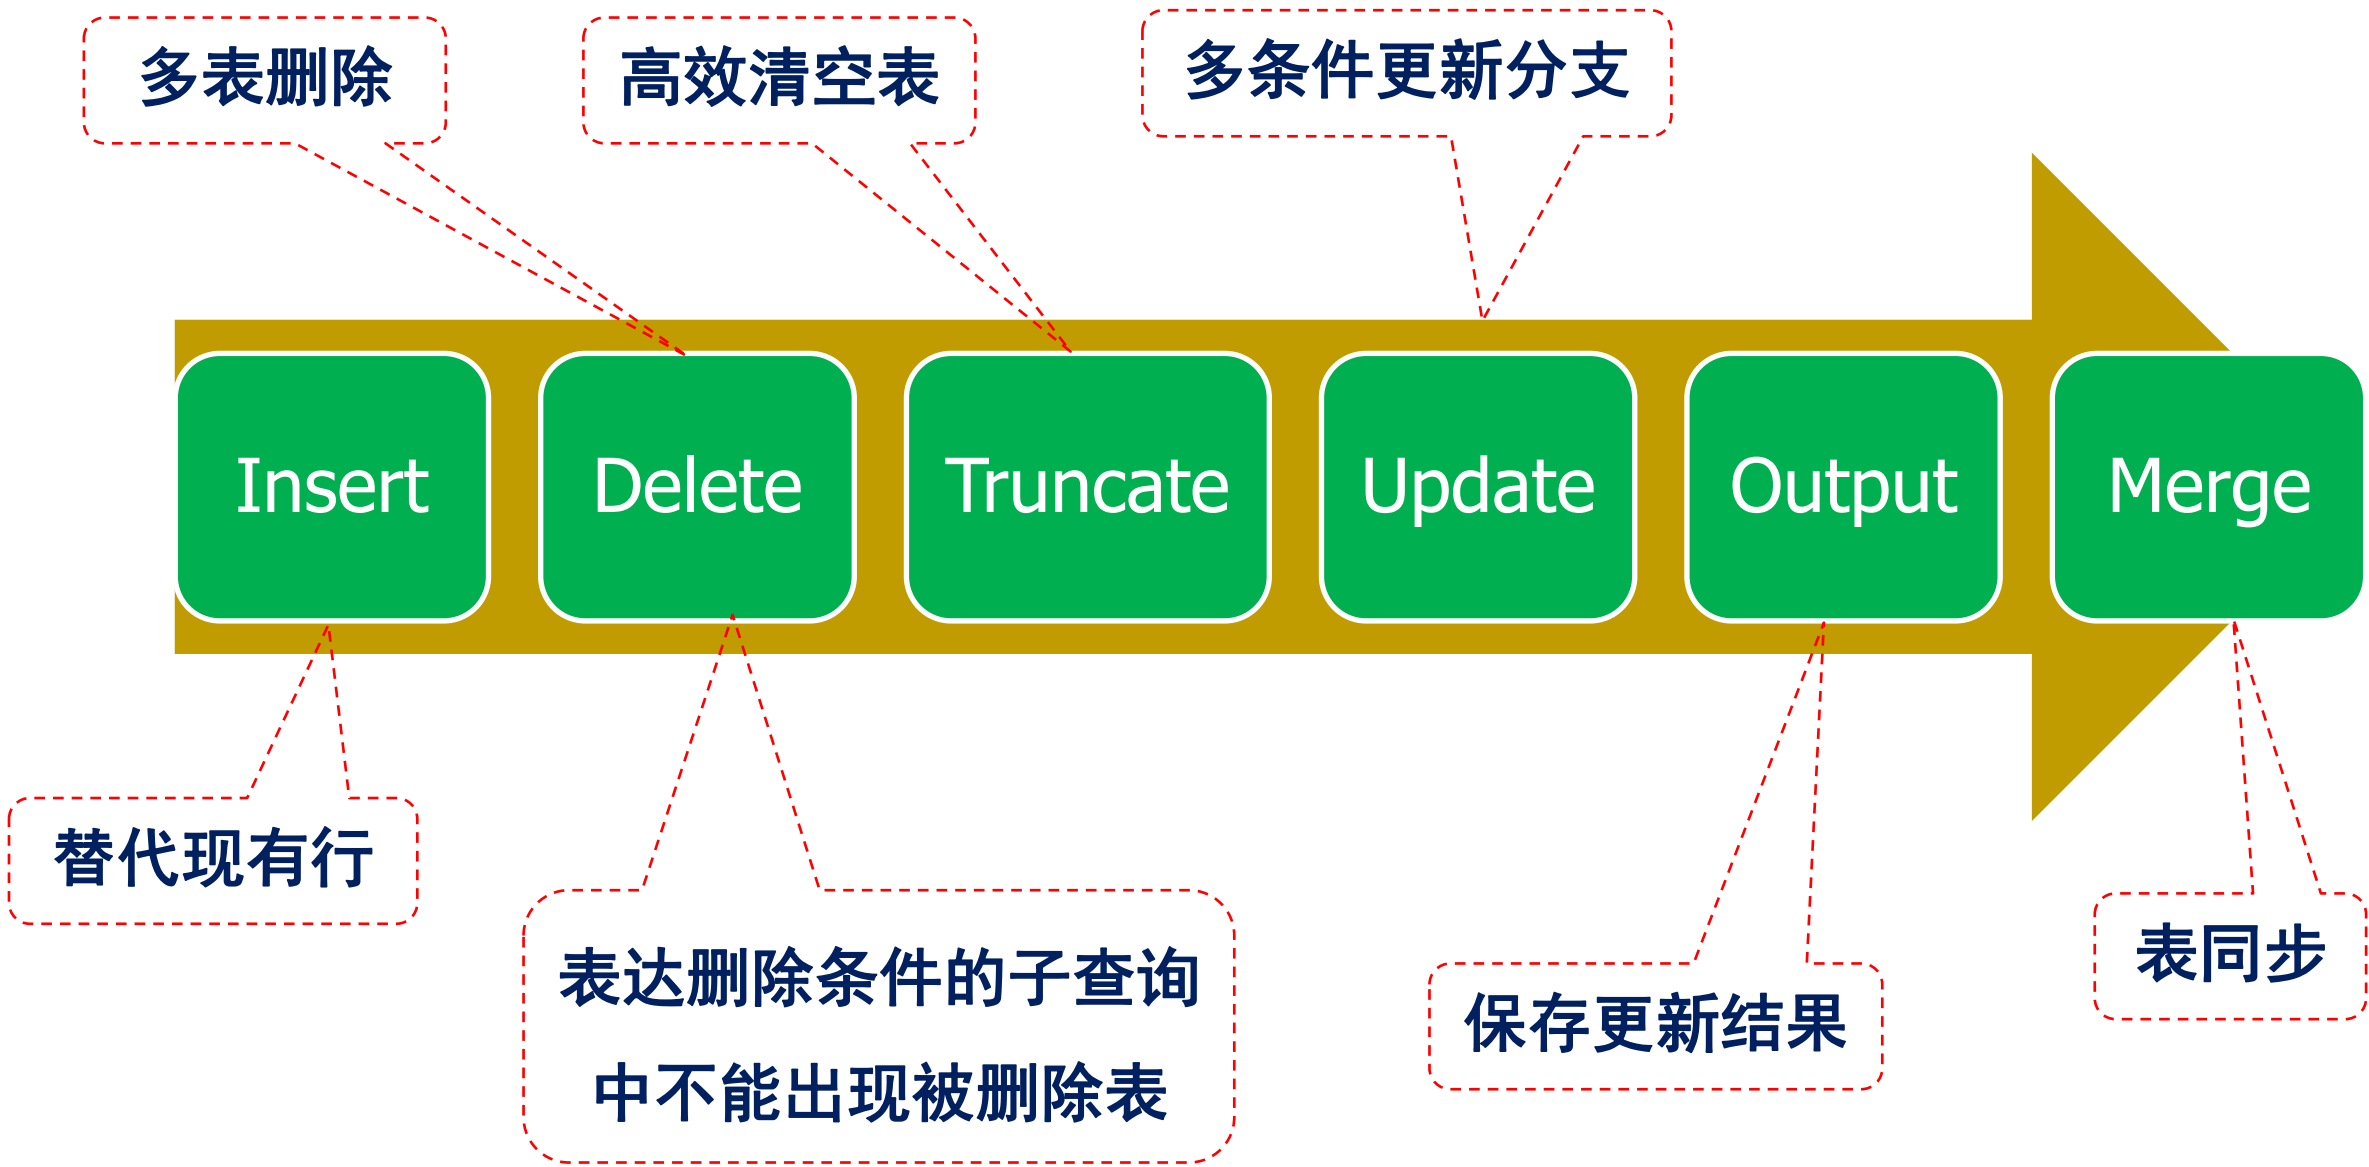 多表删除
高效清空表
多条件更新分支
Insert
Delete
Truncate
Update
Output
Merge
替代现有行
表达删除条件的子查询
中不能出现被删除表
保存更新结果
表同步